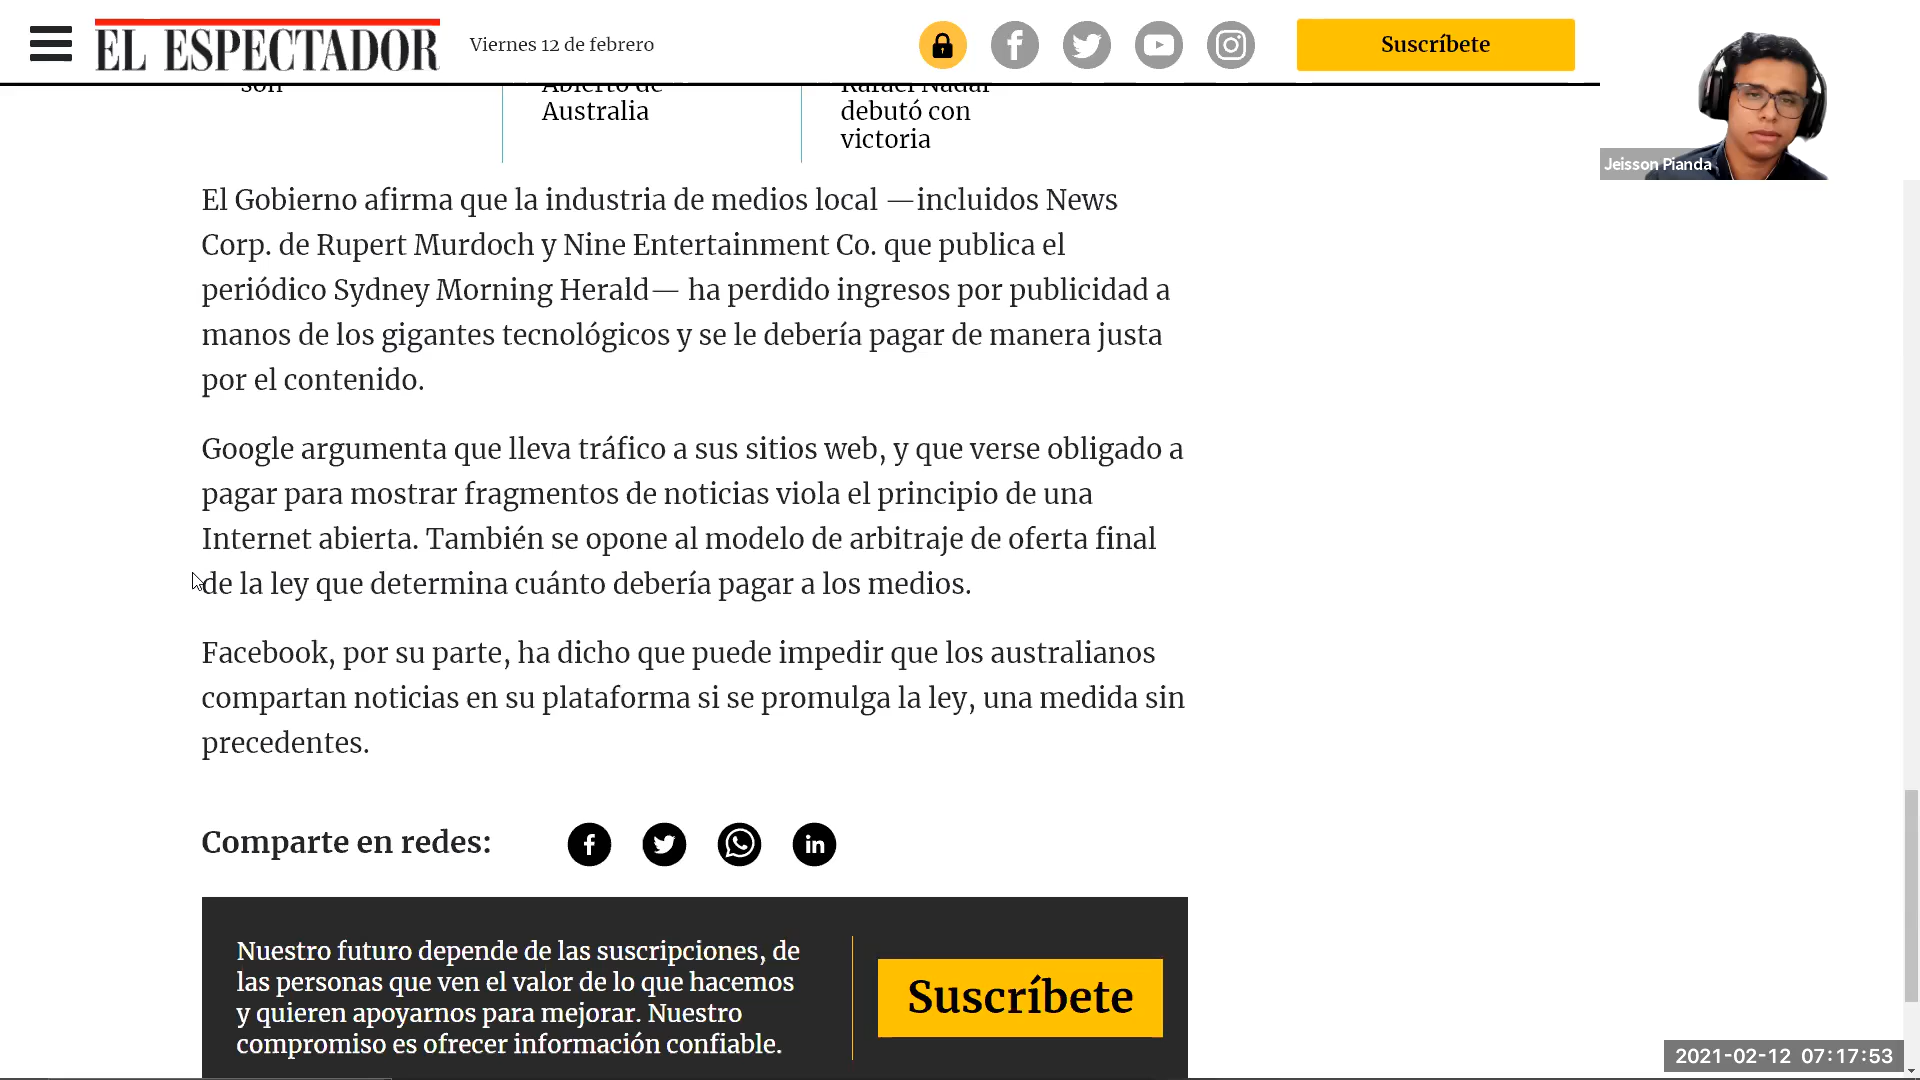 EL ESPECTADOR
Viernes 12 de febrero
Suscríbete
Jeisson Pianda
son
Abierto de
Australia
Rafael Nadal
debutó con
victoria
El Gobierno afirma que la industria de medios local —incluidos News
Corp. de Rupert Murdoch y Nine Entertainment Co. que publica el
periódico Sydney Morning Herald— ha perdido ingresos por publicidad a
manos de los gigantes tecnológicos y se le debería pagar de manera justa
por el contenido.
Google argumenta que lleva tráfico a sus sitios web, y que verse obligado a
pagar para mostrar fragmentos de noticias viola el principio de una
Internet abierta. También se opone al modelo de arbitraje de oferta final
de la ley que determina cuánto debería pagar a los medios.
Facebook, por su parte, ha dicho que puede impedir que los australianos
compartan noticias en su plataforma si se promulga la ley, una medida sin
precedentes.
Comparte en redes:
Nuestro futuro depende de las suscripciones, de
las personas que ven el valor de lo que hacemos
y quieren apoyarnos para mejorar. Nuestro
compromiso es ofrecer información confiable.
Suscríbete
2021-02-12 07:17:53